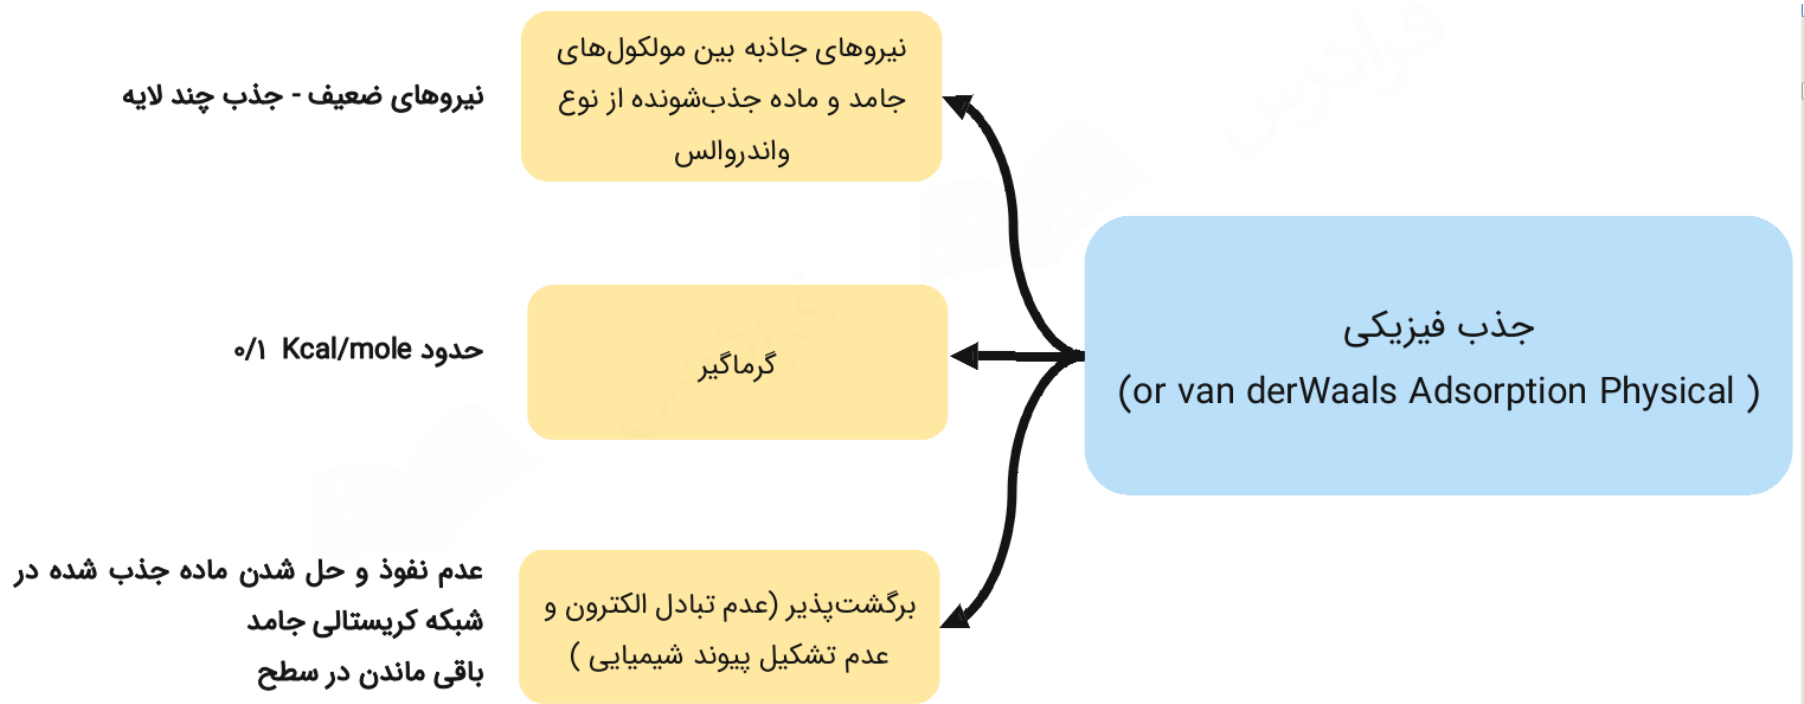 جذب فیزیکی
(or van derWaals Adsorption Physical )
نیروهای جاذبه بین مولکول‌های
جامد و ماده جذب‌شونده از نوع
واندروالس
نیروهای ضعیف - جذب چند لایه
گرماگیر
حدود Kcal/mole ۰/۱
برگشت‌پذیر (عدم تبادل الکترون و
عدم تشکیل پیوند شیمیایی )
عدم نفوذ و حل شدن ماده جذب شده در
شبکه کریستالی جامد
باقی ماندن در سطح
فرادرس
فرادرس